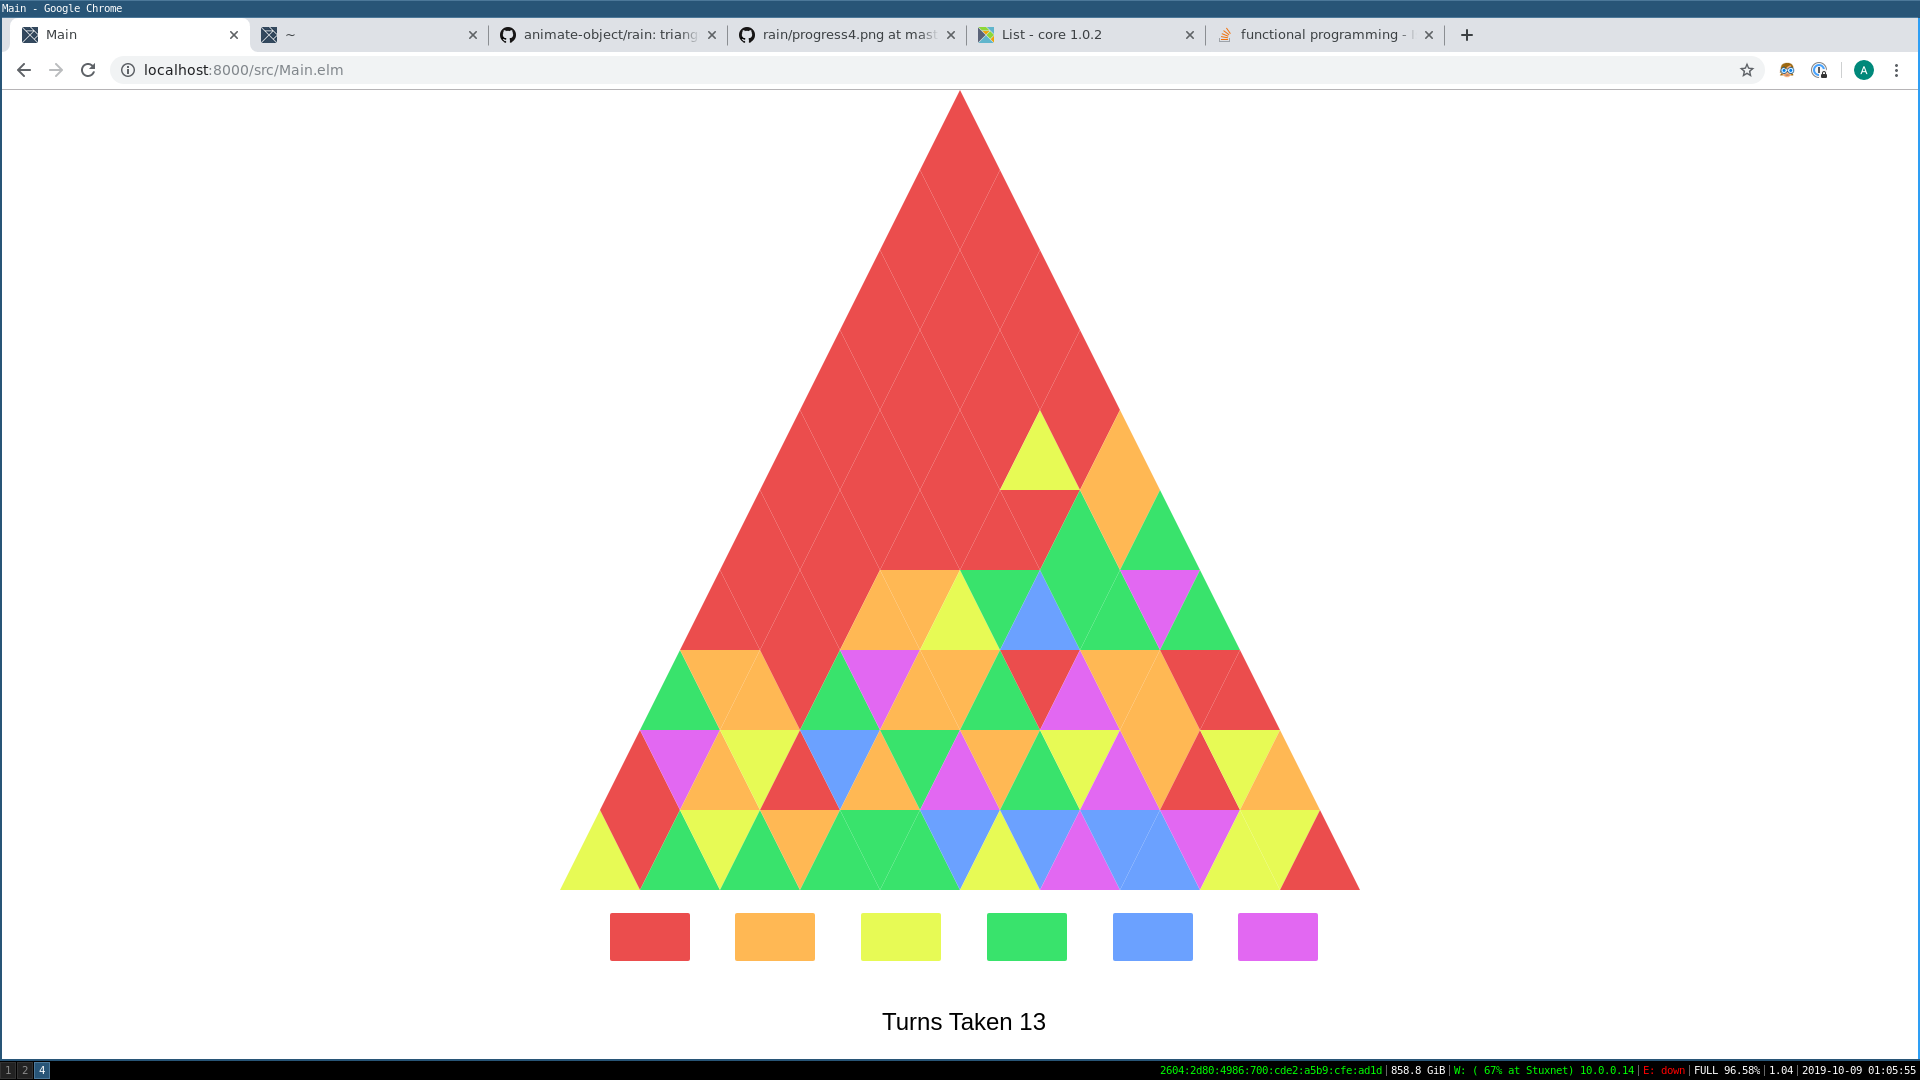 Main - Google Chrome
Main
~
animate-object/rain: triang
rain/progress4.png at mast
List - core 1.0.2
functional programming -
localhost:8000/src/Main.elm
A
Turns Taken 13
1 2 4
2604:2d80:4986:700:cde2:a5b9:cfe:ad1d|858.8 GiB|W: ( 67% at Stuxnet) 10.0.0.14|E: down|FULL 96.58%|1.04|2019-10-09 01:05:55